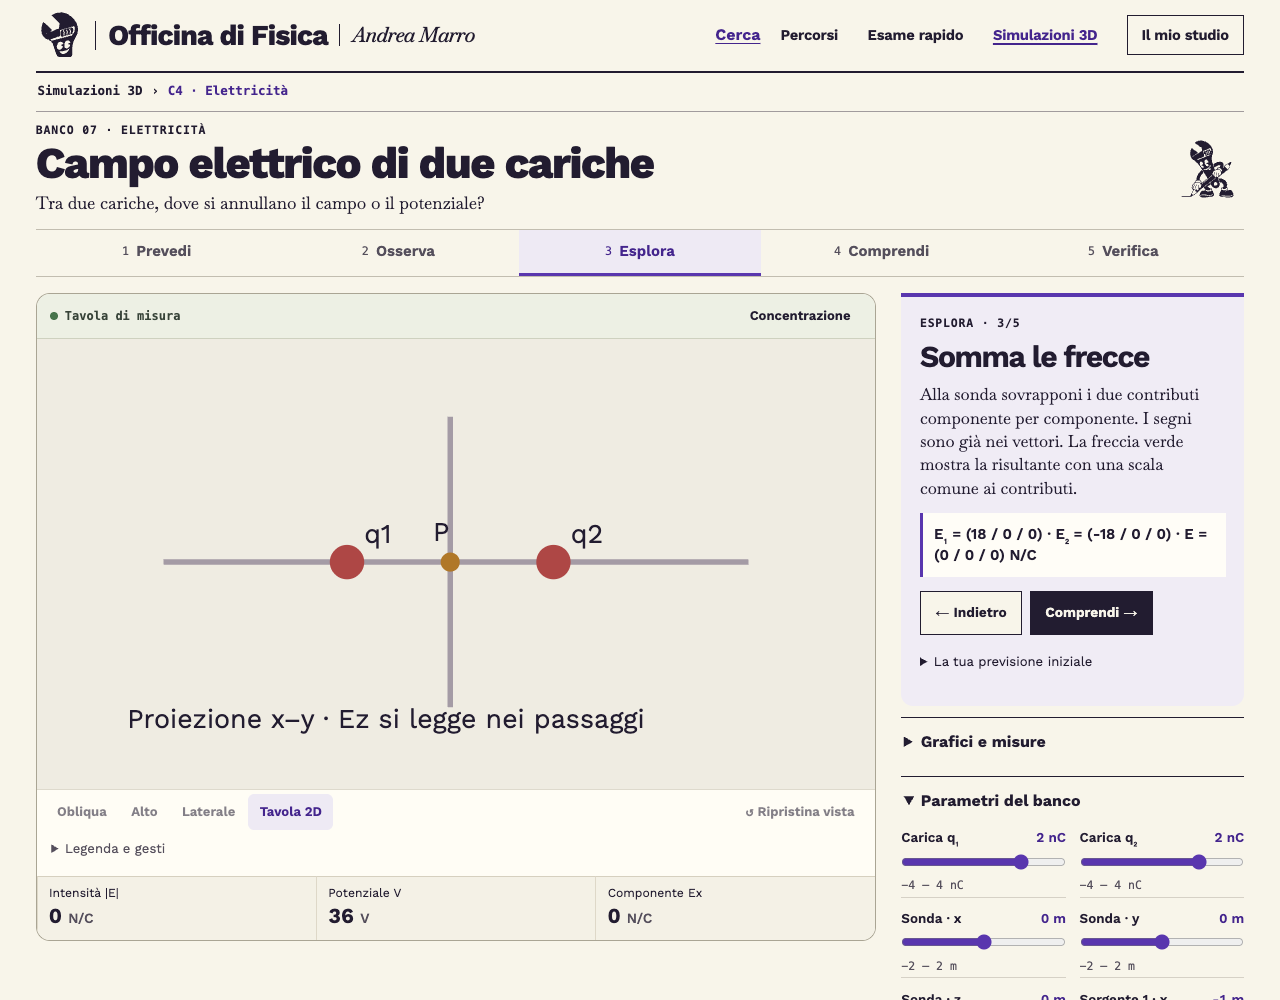 Officina di Fisica
Andrea Marro
Cerca
Percorsi
Esame rapido
Simulazioni 3D
Il mio studio
Simulazioni 3D › C4 · Elettricità
BANCO 07 · ELETTRICITÀ
Campo elettrico di due cariche
Tra due cariche, dove si annullano il campo o il potenziale?
1 Prevedi
2 Osserva
3 Esplora
4 Comprendi
5 Verifica
Tavola di misura
Concentrazione
q1
P
q2
Proiezione x–y · Ez si legge nei passaggi
Obliqua
Alto
Laterale
Tavola 2D
↺ Ripristina vista
▶ Legenda e gesti
Intensità |E|
0 N/C
Potenziale V
36 V
Componente Ex
0 N/C
ESPLORA · 3/5
Somma le frecce
Alla sonda sovrapponi i due contributi
componente per componente. I segni
sono già nei vettori. La freccia verde
mostra la risultante con una scala
comune ai contributi.
E₁ = (18 / 0 / 0) · E₂ = (-18 / 0 / 0) · E =
(0 / 0 / 0) N/C
← Indietro
Comprendi →
▶ La tua previsione iniziale
▶ Grafici e misure
▼ Parametri del banco
Carica q₁ 2 nC
−4 — 4 nC
Carica q₂ 2 nC
−4 — 4 nC
Sonda · x 0 m
−2 — 2 m
Sonda · y 0 m
−2 — 2 m
Sonda · z 0 m
Sorgente 1 · x −1 m